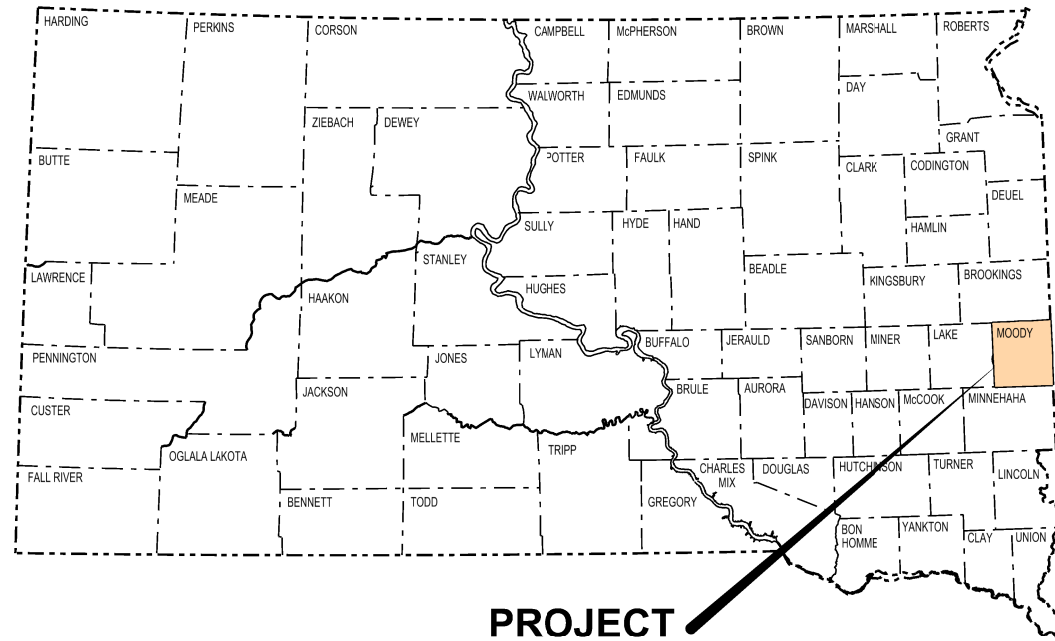 HARDING
PERKINS
CORSON
CAMPBELL
McPHERSON
BROWN
MARSHALL
ROBERTS
WALWORTH
EDMUNDS
DAY
ZIEBACH
DEWEY
GRANT
BUTTE
POTTER
FAULK
SPINK
CLARK
CODINGTON
MEADE
DEUEL
SULLY
HYDE
HAND
HAMLIN
STANLEY
LAWRENCE
BEADLE
KINGSBURY
BROOKINGS
HAAKON
HUGHES
PENNINGTON
JONES
LYMAN
BUFFALO
JERAULD
SANBORN
MINER
LAKE
MOODY
CUSTER
JACKSON
BRULE
AURORA
DAVISON
HANSON
McCOOK
MINNEHAHA
OGLALA LAKOTA
MELLETTE
TRIPP
FALL RIVER
CHARLES
MIX
DOUGLAS
HUTCHINSON
TURNER
LINCOLN
BENNETT
TODD
GREGORY
BON
HOMME
YANKTON
CLAY
UNION
PROJECT